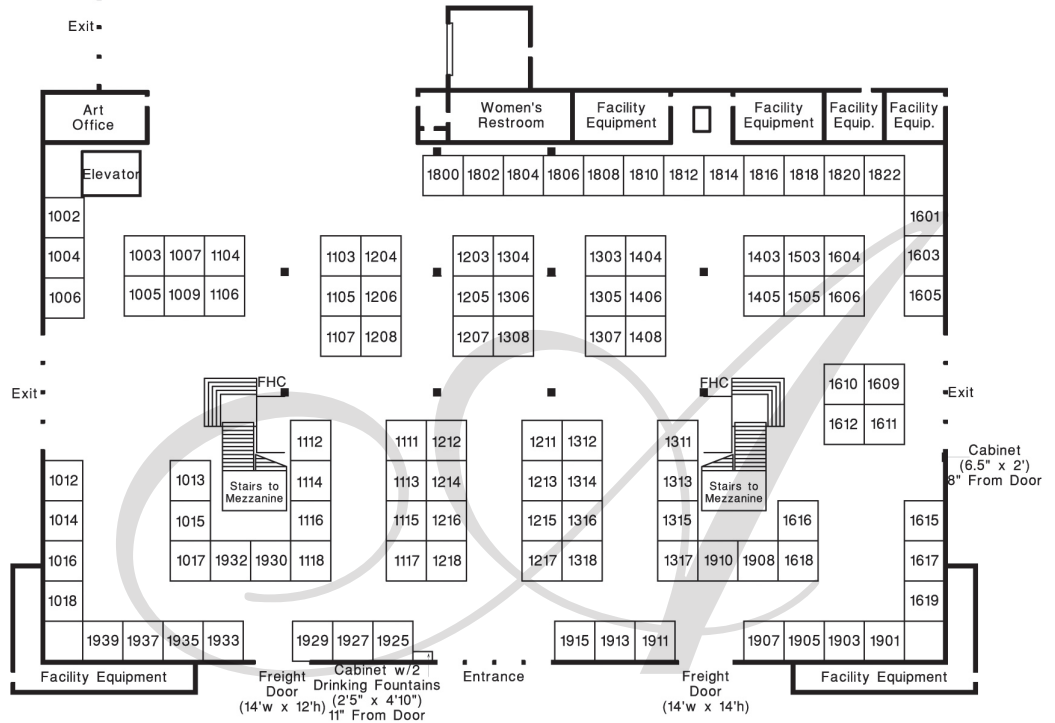 Exit
Art
Office
Women's
Restroom
Facility
Equipment
Facility
Equipment
Facility
Equip.
Facility
Equip.
Elevator
1800 1802 1804 1806 1808 1810 1812 1814 1816 1818 1820 1822
1002
1601
1004
1003 1007 1104
1103 1204
1203 1304
1303 1404
1403 1503 1604
1603
1006
1005 1009 1106
1105 1206
1205 1306
1305 1406
1405 1505 1606
1605
1107 1208
1207 1308
1307 1408
FHC
FHC
1610 1609
Exit
Exit
1612 1611
1112
1111 1212
1211 1312
1311
Cabinet
(6.5" x 2')
8" From Door
1012
1013
1114
1113 1214
1213 1314
1313
Stairs to
Mezzanine
Stairs to
Mezzanine
1014
1015
1116
1115 1216
1215 1316
1315
1616
1615
1016
1017 1932 1930 1118
1117 1218
1217 1318
1317 1910 1908 1618
1617
1018
1619
1939 1937 1935 1933
1929 1927 1925
1915 1913 1911
1907 1905 1903 1901
Facility Equipment
Freight
Door
(14'w x 12'h)
Cabinet w/2
Drinking Fountains
(2'5" x 4'10")
11" From Door
Entrance
Freight
Door
(14'w x 14'h)
Facility Equipment